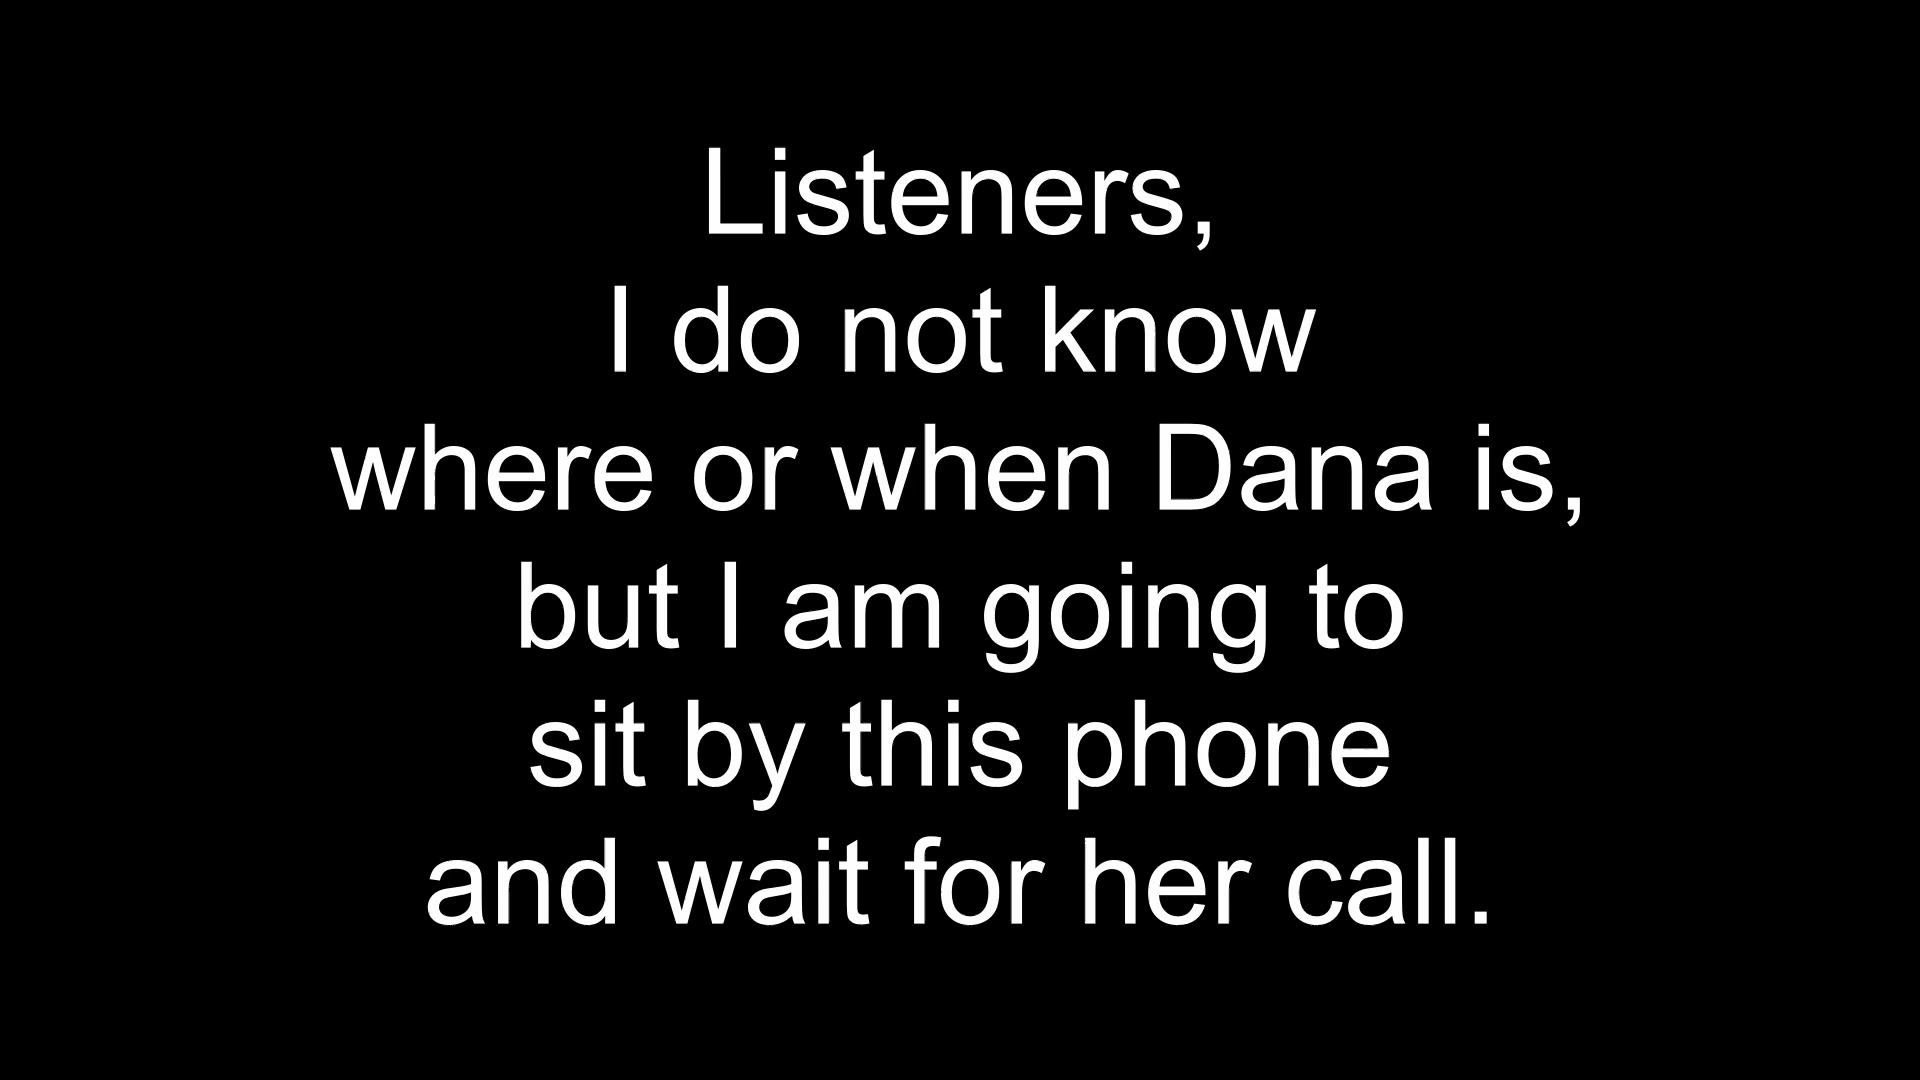 Listeners,
I do not know
where or when Dana is,
but I am going to
sit by this phone
and wait for her call.